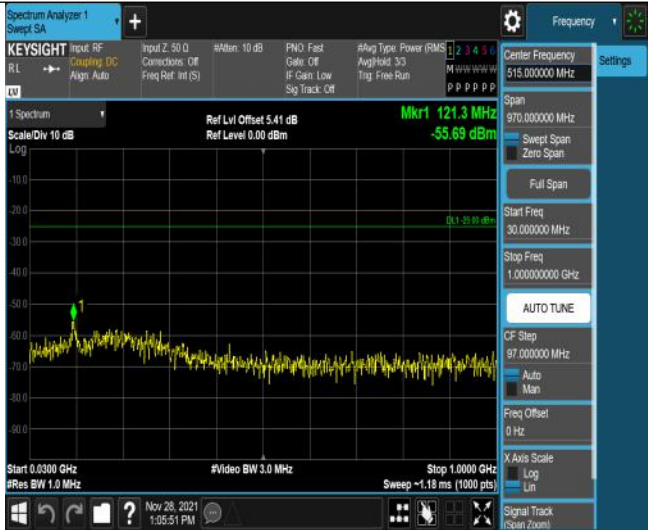 Spectrum Analyzer 1
Swept SA
+
Frequency
KEYSIGHT
RL
LV
Input: RF
Coupling: DC
Align: Auto
Input Z: 50 Ω
Corrections: Off
Freq Ref: Int (S)
#Atten: 10 dB
PNO: Fast
Gate: Off
IF Gain: Low
Sig Track: Off
#Avg Type: Power (RMS
Avg|Hold: 3/3
Trig: Free Run
1 2 3 4 5 6
M W W W W W
P P P P P P
1 Spectrum
Scale/Div 10 dB
Log
Ref Lvl Offset 5.41 dB
Ref Level 0.00 dBm
Mkr1 121.3 MHz
-55.69 dBm
-10.0
-20.0
DL1 -25.00 dBm
-30.0
-40.0
-50.0
1
-60.0
-70.0
-80.0
-90.0
Start 0.0300 GHz
#Res BW 1.0 MHz
#Video BW 3.0 MHz
Stop 1.0000 GHz
Sweep ~1.18 ms (1000 pts)
Nov 28, 2021
1:05:51 PM
?
Center Frequency
515.000000 MHz
Settings
Span
970.000000 MHz
Swept Span
Zero Span
Full Span
Start Freq
30.000000 MHz
Stop Freq
1.000000000 GHz
AUTO TUNE
CF Step
97.000000 MHz
Auto
Man
Freq Offset
0 Hz
X Axis Scale
Log
Lin
Signal Track
(Span Zoom)